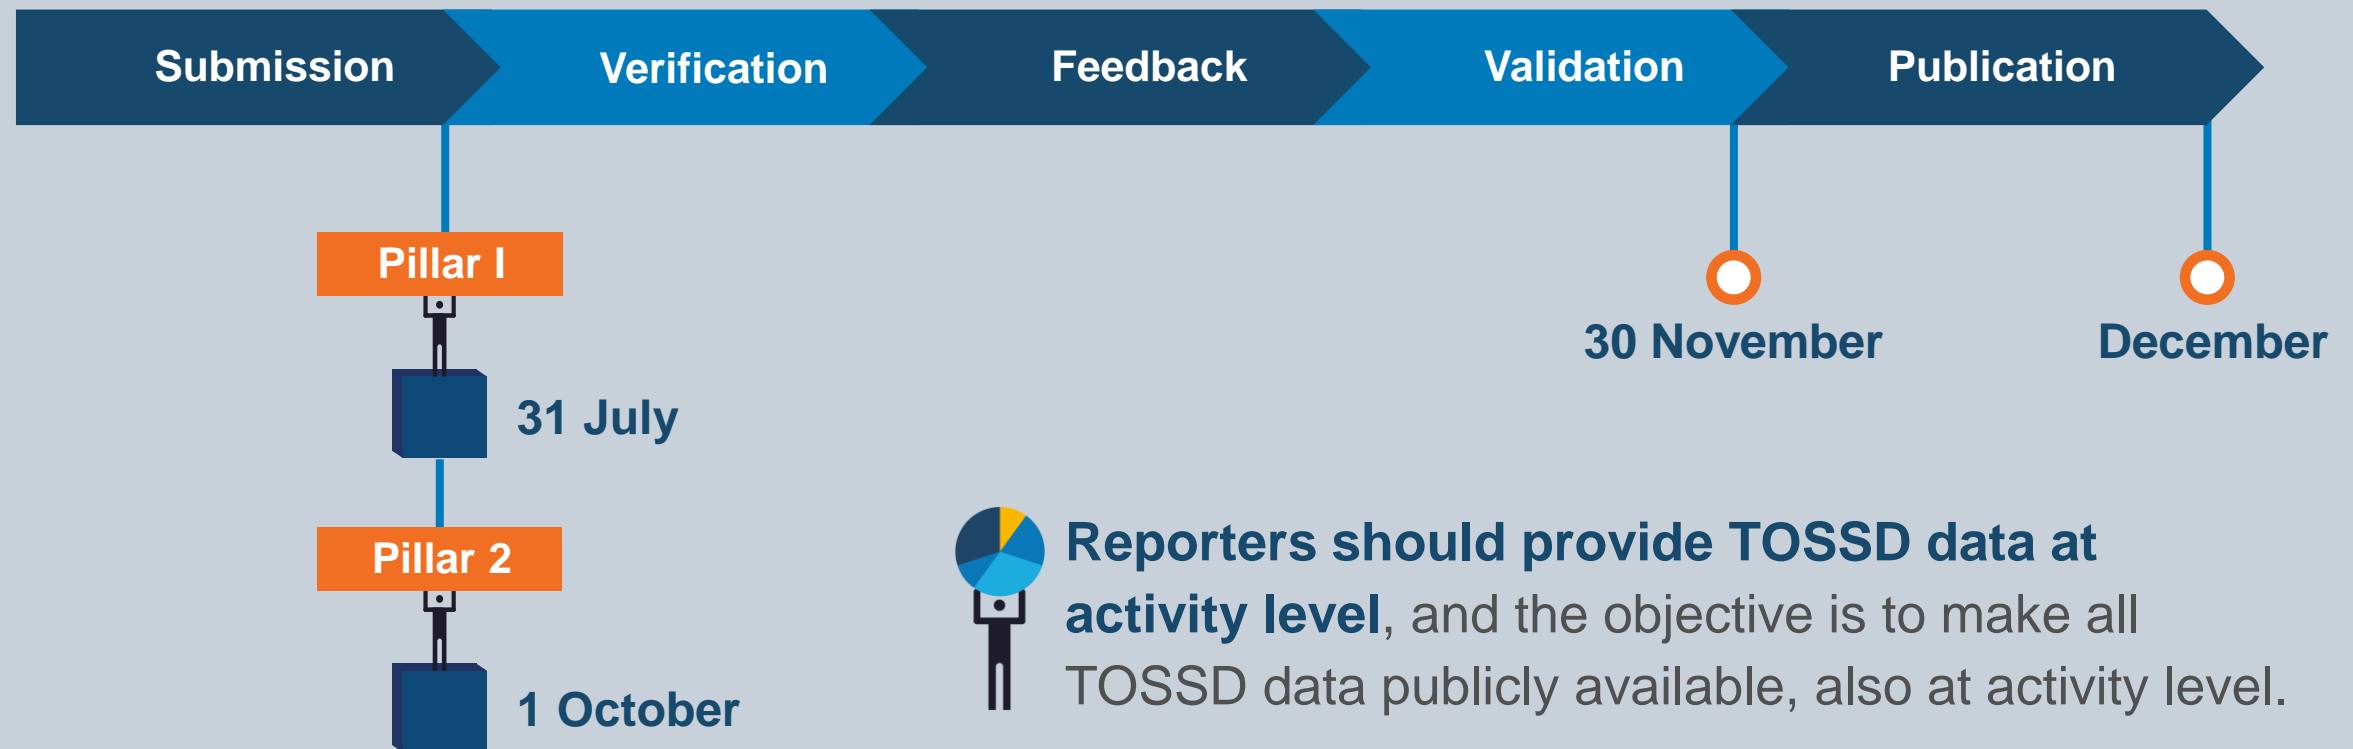 Submission
Verification
Feedback
Validation
Publication
Pillar I
31 July
Pillar 2
1 October
30 November
December
Reporters should provide TOSSD data at
activity level, and the objective is to make all
TOSSD data publicly available, also at activity level.